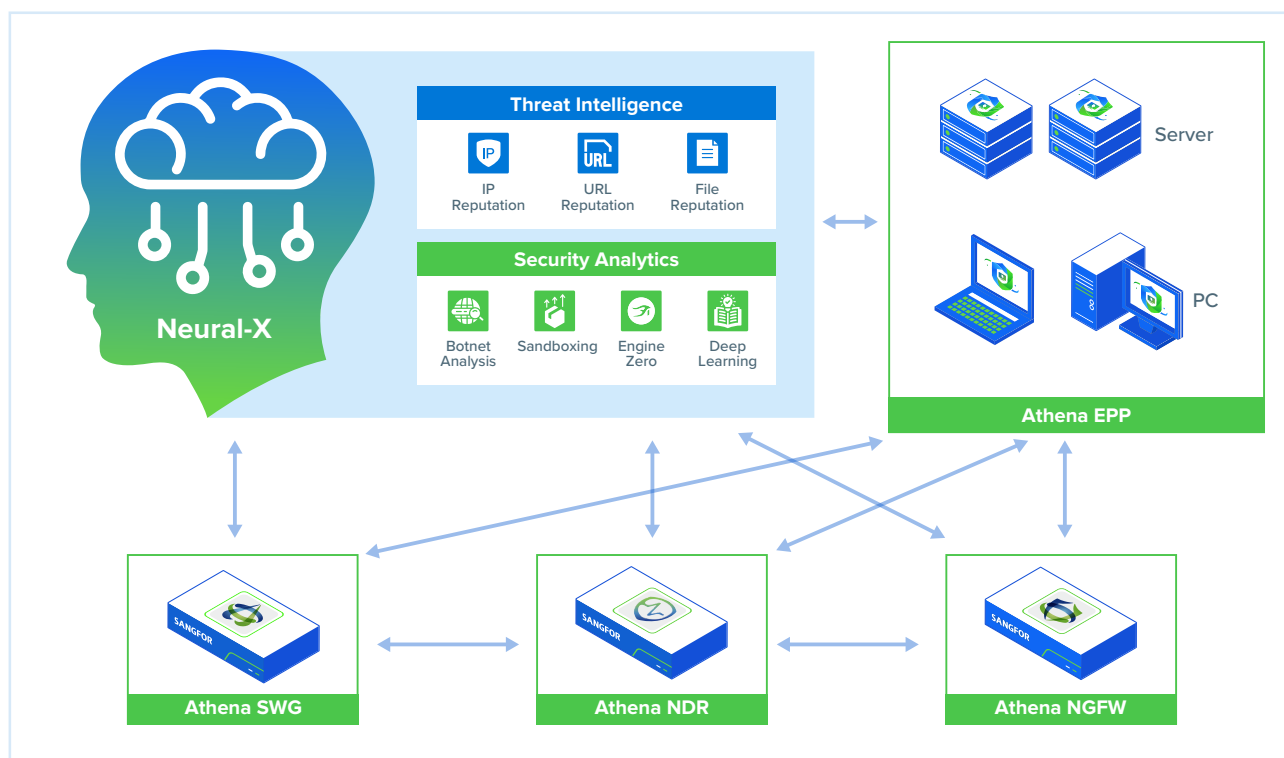 Neural-X
Threat Intelligence
IP
URL
IP
Reputation
URL
Reputation
File
Reputation
Security Analytics
Botnet
Analysis
Sandboxing
Engine
Zero
Deep
Learning
Server
PC
Athena EPP
SANGFOR
Athena SWG
SANGFOR
Athena NDR
SANGFOR
Athena NGFW